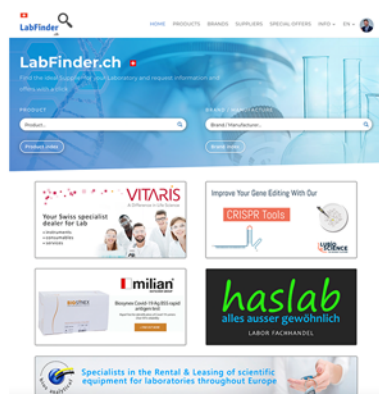 LabFinder
.ch
HOME PRODUCTS BRANDS SUPPLIERS SPECIAL OFFERS INFO EN
LabFinder.ch
Find the Ideal Supplier for your Laboratory and request information and
offers with a click.
PRODUCT
Product...
Product index
BRAND / MANUFACTURER
Brand / Manufacturer...
Brand index
VITARIS
A Difference in Life Science
Your Swiss specialist
dealer for Lab
• instruments
• consumables
• services
Improve Your Gene Editing With Our
CRISPR Tools
LUBIO
SCIENCE
milian
Biosynex Covid-19 Ag BSS rapid
antigen test
BIOSYNEX
haslab
alles ausser gewöhnlich
LABOR FACHHANDEL
Specialists in the Rental & Leasing of scientific
equipment for laboratories throughout Europe